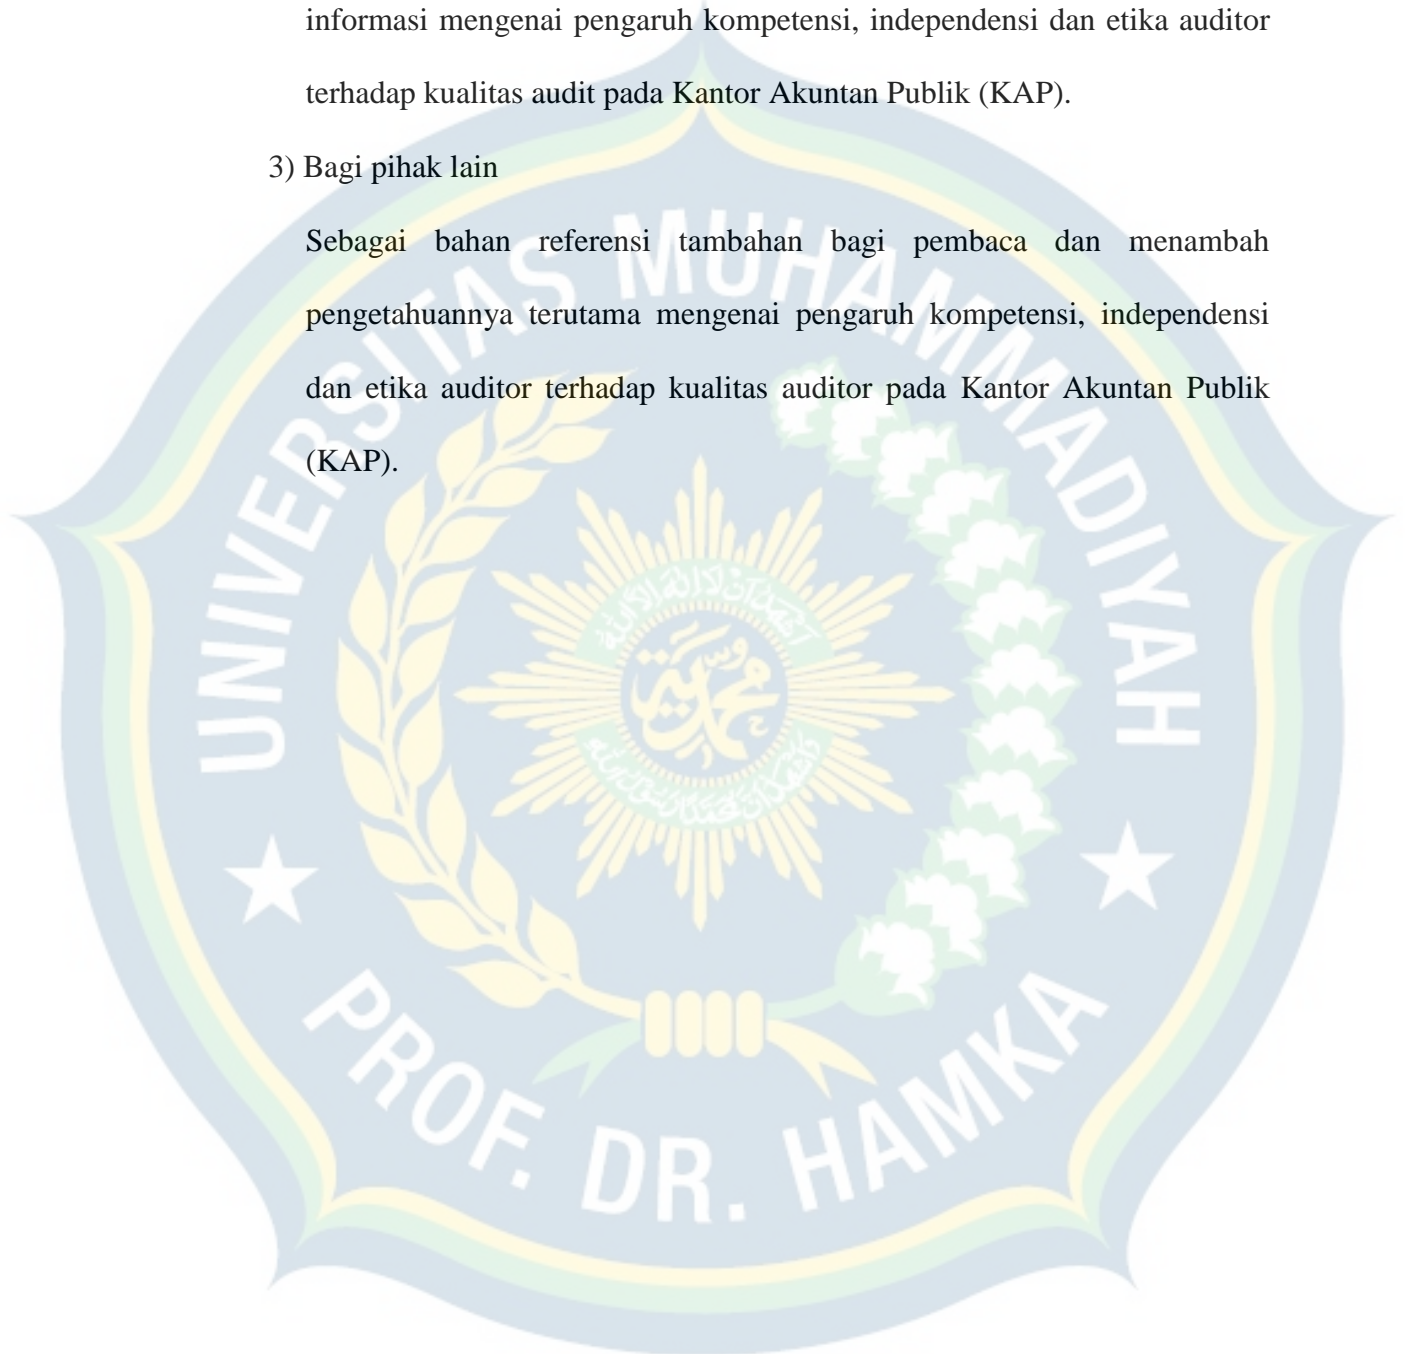 informasi mengenai pengaruh kompetensi, independensi dan etika auditor
terhadap kualitas audit pada Kantor Akuntan Publik (KAP).
3) Bagi pihak lain
Sebagai bahan referensi tambahan bagi pembaca dan menambah
pengetahuannya terutama mengenai pengaruh kompetensi, independensi
dan etika auditor terhadap kualitas auditor pada Kantor Akuntan Publik
(KAP).
UNIVERSITAS MUHAMMADIYAH
محمدية
PROF. DR. HAMKA